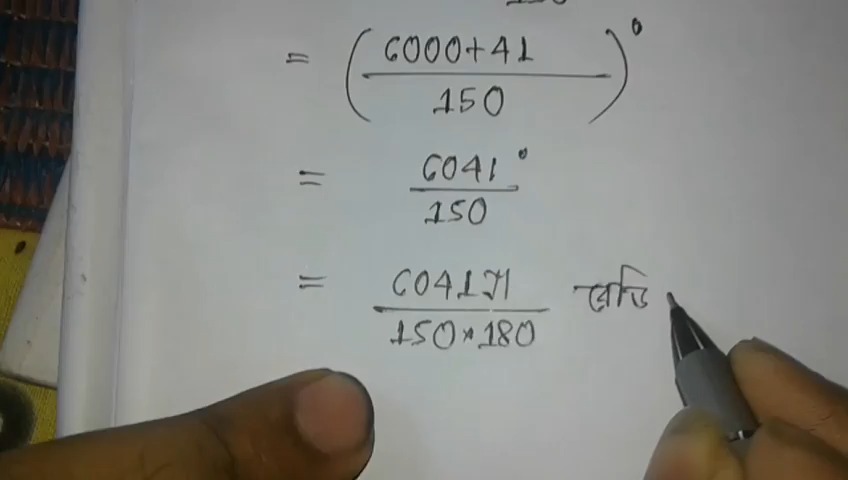 = (6000+41 / 150)°
= 6041° / 150
= 6041π / 150×180 রেডি